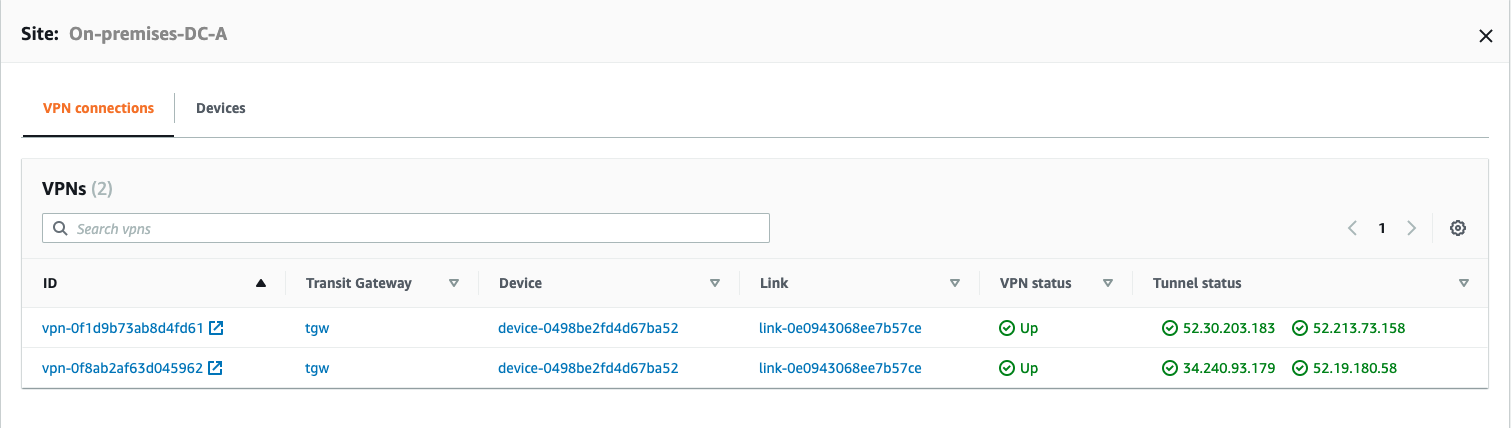 Site: On-premises-DC-A
VPN connections Devices
VPNs (2)
Search vpns 1
ID Transit Gateway Device Link VPN status Tunnel status
vpn-0f1d9b73ab8d4fd61 tgw device-0498be2fd4d67ba52 link-0e0943068ee7b57ce Up 52.30.203.183 52.213.73.158
vpn-0f8ab2af63d045962 tgw device-0498be2fd4d67ba52 link-0e0943068ee7b57ce Up 34.240.93.179 52.19.180.58